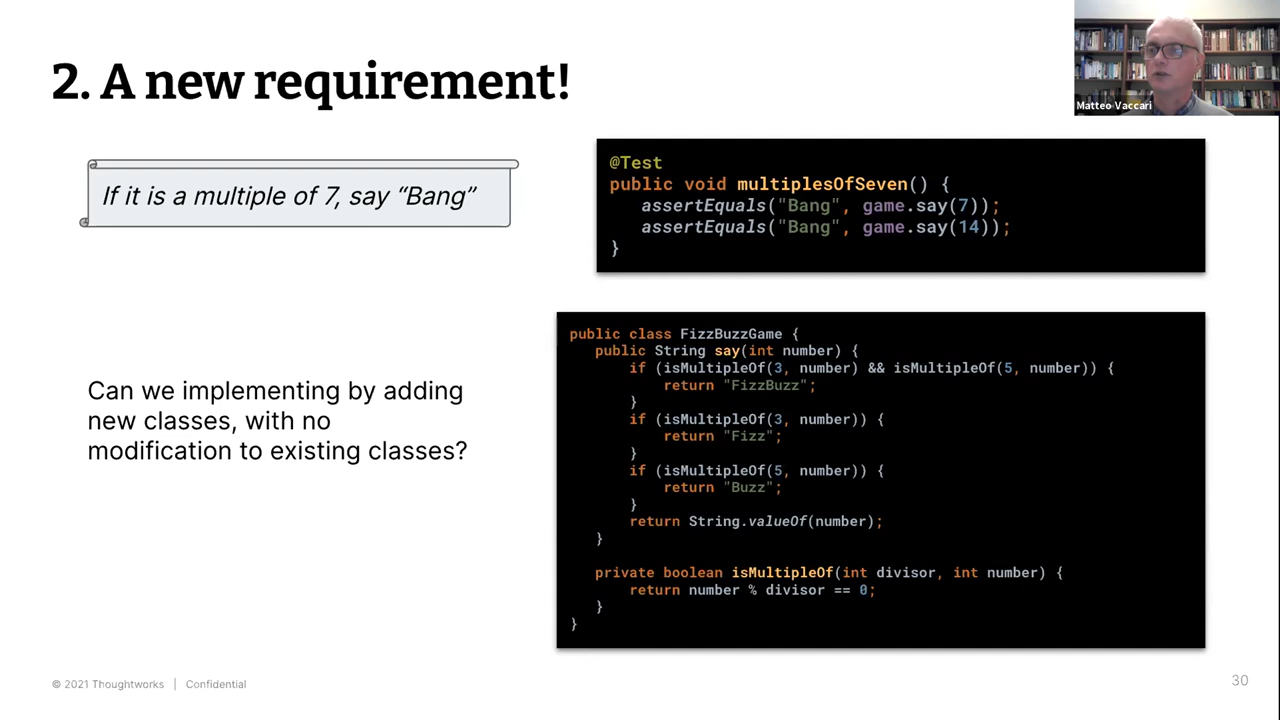 2. A new requirement!
Matteo Vaccari
If it is a multiple of 7, say “Bang”
@Test
public void multiplesOfSeven() {
assertEquals("Bang", game.say(7));
assertEquals("Bang", game.say(14));
}
Can we implementing by adding
new classes, with no
modification to existing classes?
public class FizzBuzzGame {
public String say(int number) {
if (isMultipleOf(3, number) && isMultipleOf(5, number)) {
return "FizzBuzz";
}
if (isMultipleOf(3, number)) {
return "Fizz";
}
if (isMultipleOf(5, number)) {
return "Buzz";
}
return String.valueOf(number);
}
private boolean isMultipleOf(int divisor, int number) {
return number % divisor == 0;
}
}
© 2021 Thoughtworks | Confidential
30